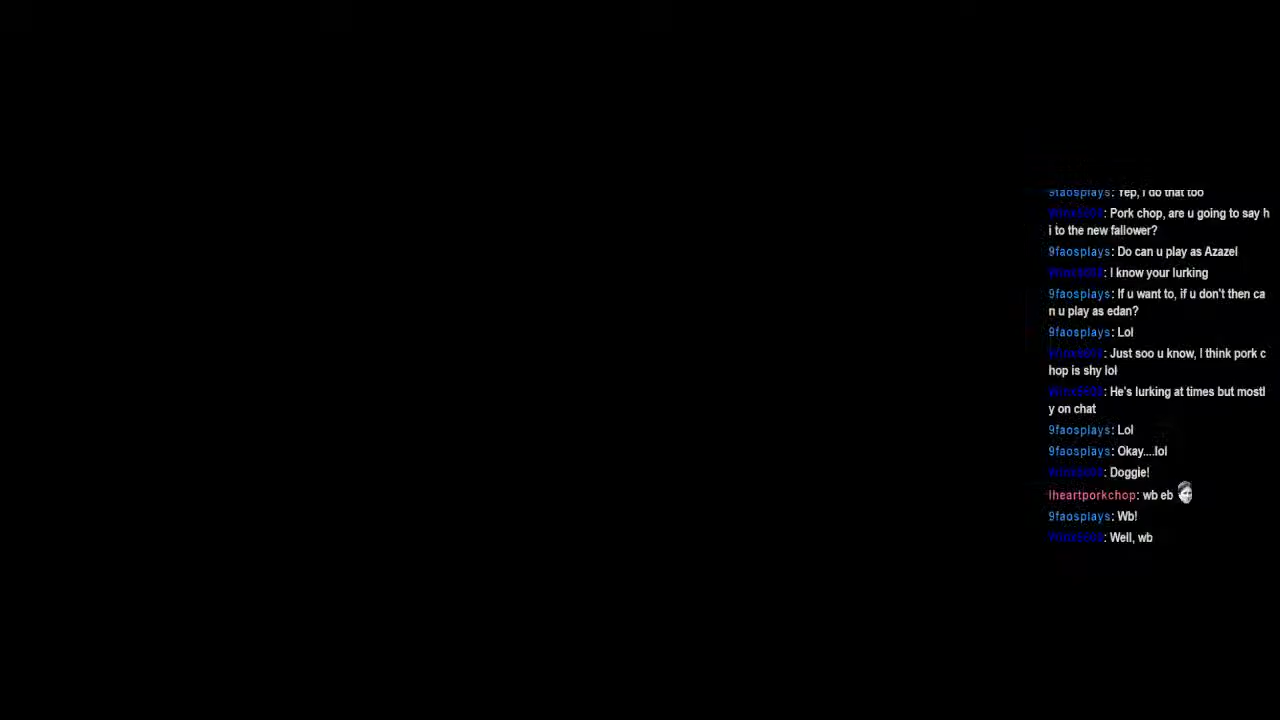 9faosplays: Yep, I do that too
: Pork chop, are u going to say h
i to the new fallower?
9faosplays: Do can u play as Azazel
: I know your lurking
9faosplays: If u want to, if u don't then ca
n u play as edan?
9faosplays: Lol
: Just soo u know, I think pork c
hop is shy lol
: He's lurking at times but mostl
y on chat
9faosplays: Lol
9faosplays: Okay....lol
: Doggie!
Iheartporkchop: wb eb
9faosplays: Wb!
: Well, wb